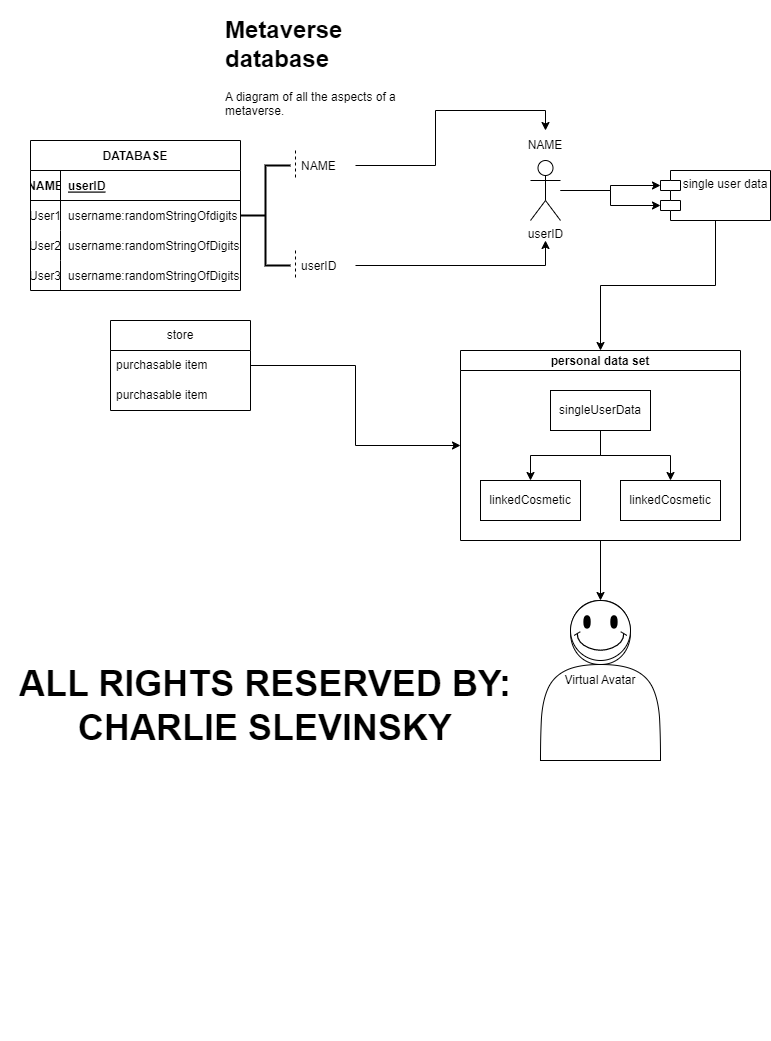 Metaverse
database
A diagram of all the aspects of a
metaverse.
DATABASE
NAME userID
User1 username:randomStringOfdigits
User2 username:randomStringOfDigits
User3 username:randomStringOfDigits
NAME
userID
NAME
userID
single user data
store
purchasable item
purchasable item
personal data set
singleUserData
linkedCosmetic linkedCosmetic
Virtual Avatar
ALL RIGHTS RESERVED BY:
CHARLIE SLEVINSKY